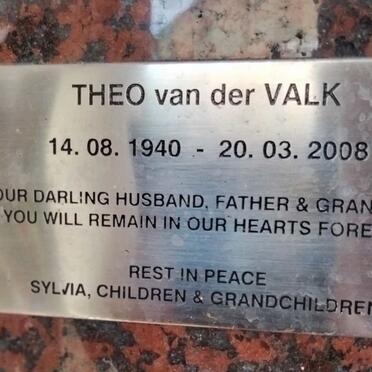 THEO van der VALK
14. 08. 1940 - 20. 03. 2008
OUR DARLING HUSBAND, FATHER & GRAN
YOU WILL REMAIN IN OUR HEARTS FORE
REST IN PEACE
SYLVIA, CHILDREN & GRANDCHILDREN